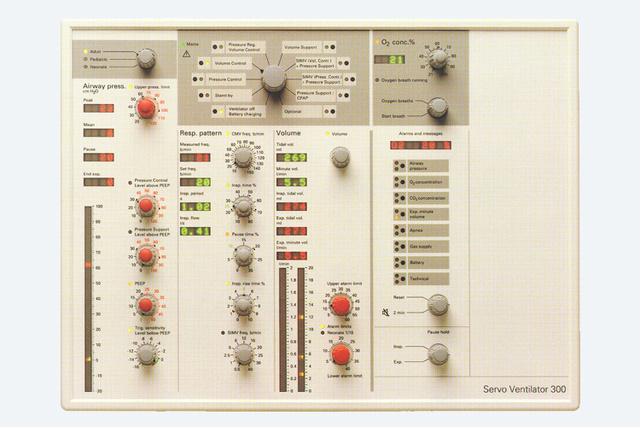 Adult
Pediatric
Neonate
Mains
Pressure Reg.
Volume Control
Volume Support
Volume Control
SIMV (Vol. Contr.)
+ Pressure Support
Pressure Control
SIMV (Press. Contr.)
+ Pressure Support
Stand by
Pressure Support
CPAP
Ventilator off
Battery charging
Optional
O2 conc.%
21
Oxygen breath running
Oxygen breaths
Start breath
Airway press.
cm H2O
Upper press. limit
Peak
Mean
Pause
End exp.
Pressure Control
Level above PEEP
Pressure Support
Level above PEEP
PEEP
Trig. sensitivity
Level below PEEP
Resp. pattern
CMV freq. b/min
Measured freq.
b/min
Set freq.
b/min
20
Insp. time %
Insp. period
s
1.02
Insp. flow
l/s
0.41
Pause time %
Insp. rise time %
SIMV freq. b/min
Volume
Volume
Tidal vol.
ml
269
Minute vol.
l/min
5.5
Insp. tidal vol.
ml
Exp. tidal vol.
ml
Exp. minute vol.
l/min
Upper alarm limit
Alarm limits
Neonate 1/10
Lower alarm limit
Alarms and messages
Airway
pressure
O2 concentration
CO2 concentration
Exp. minute
volume
Apnea
Gas supply
Battery
Technical
Reset
2 min
Pause hold
Insp.
Exp.
Servo Ventilator 300